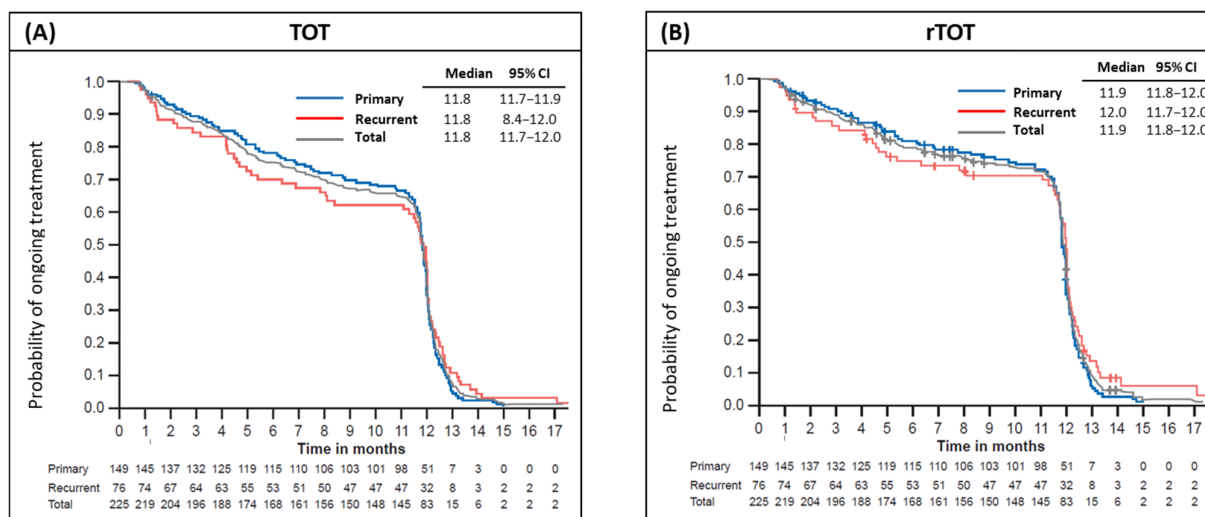 (A) TOT
Median 95% CI
Primary 11.8 11.7–11.9
Recurrent 11.8 8.4–12.0
Total 11.8 11.7–12.0
Probability of ongoing treatment
1.0
0.9
0.8
0.7
0.6
0.5
0.4
0.3
0.2
0.1
0.0
0 1 2 3 4 5 6 7 8 9 10 11 12 13 14 15 16 17
Time in months
Primary 149 145 137 132 125 119 115 110 106 103 101 98 51 7 3 0 0 0
Recurrent 76 74 67 64 63 55 53 51 50 47 47 47 32 8 3 2 2 2
Total 225 219 204 196 188 174 168 161 156 150 148 145 83 15 6 2 2 2
(B) rTOT
Median 95% CI
Primary 11.9 11.8–12.0
Recurrent 12.0 11.7–12.0
Total 11.9 11.8–12.0
Probability of ongoing treatment
1.0
0.9
0.8
0.7
0.6
0.5
0.4
0.3
0.2
0.1
0.0
0 1 2 3 4 5 6 7 8 9 10 11 12 13 14 15 16 17
Time in months
Primary 149 145 137 132 125 119 115 110 106 103 101 98 51 7 3 0 0 0
Recurrent 76 74 67 64 63 55 53 51 50 47 47 47 32 8 3 2 2 2
Total 225 219 204 196 188 174 168 161 156 150 148 145 83 15 6 2 2 2